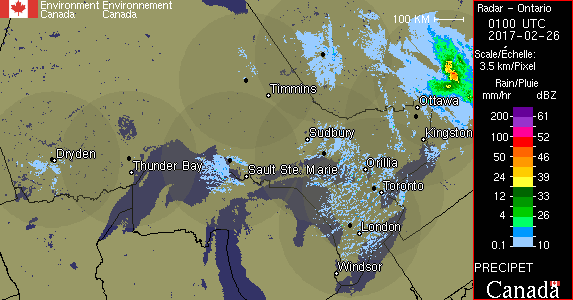 Environment Environnement
Canada Canada
100 KM
Timmins
Ottawa
Sudbury
Kingston
Dryden
Thunder Bay
Sault Ste. Marie
Orillia
Toronto
London
Windsor
Radar - Ontario
0100 UTC
2017-02-26
Scale/Échelle:
3.5 km/Pixel
Rain/Pluie
mm/hr dBZ
200 61
100 52
50 46
24 39
12 33
4 26
0.1 10
PRECIPET
Canada